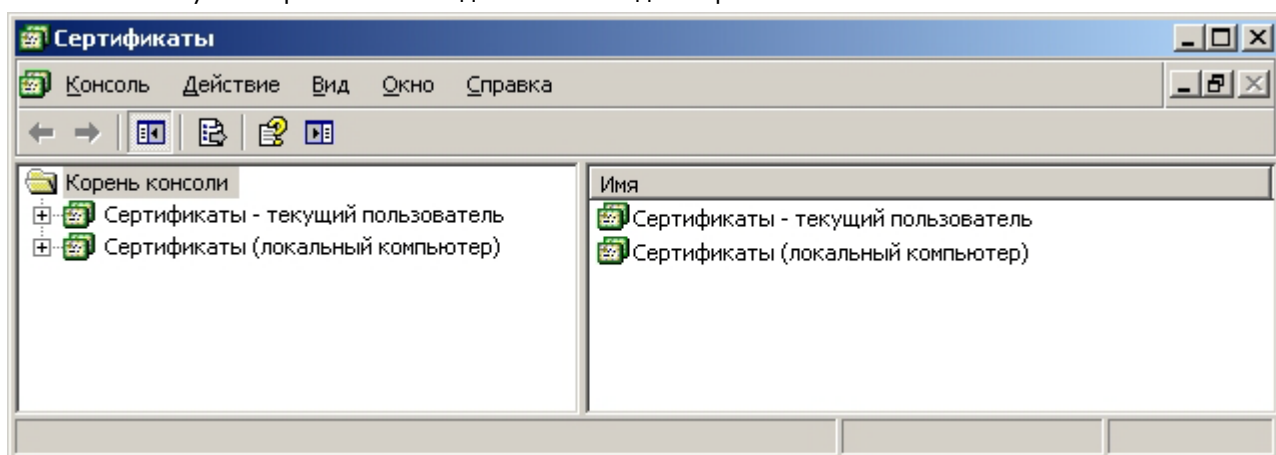 Сертификаты
Консоль Действие Вид Окно Справка
Корень консоли
Сертификаты - текущий пользователь
Сертификаты (локальный компьютер)
Имя
Сертификаты - текущий пользователь
Сертификаты (локальный компьютер)